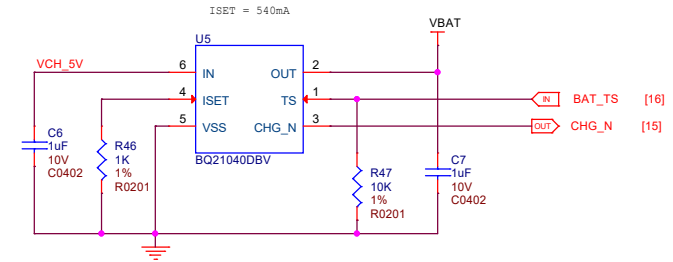 ISET = 540mA
VBAT
U5
VCH_5V
6
IN
OUT
2
4
ISET
TS
1
IN
BAT_TS
[16]
5
VSS
CHG_N
3
OUT
CHG_N
[15]
BQ21040DBV
C6
1uF
10V
C0402
R46
1K
1%
R0201
R47
10K
1%
R0201
C7
1uF
10V
C0402